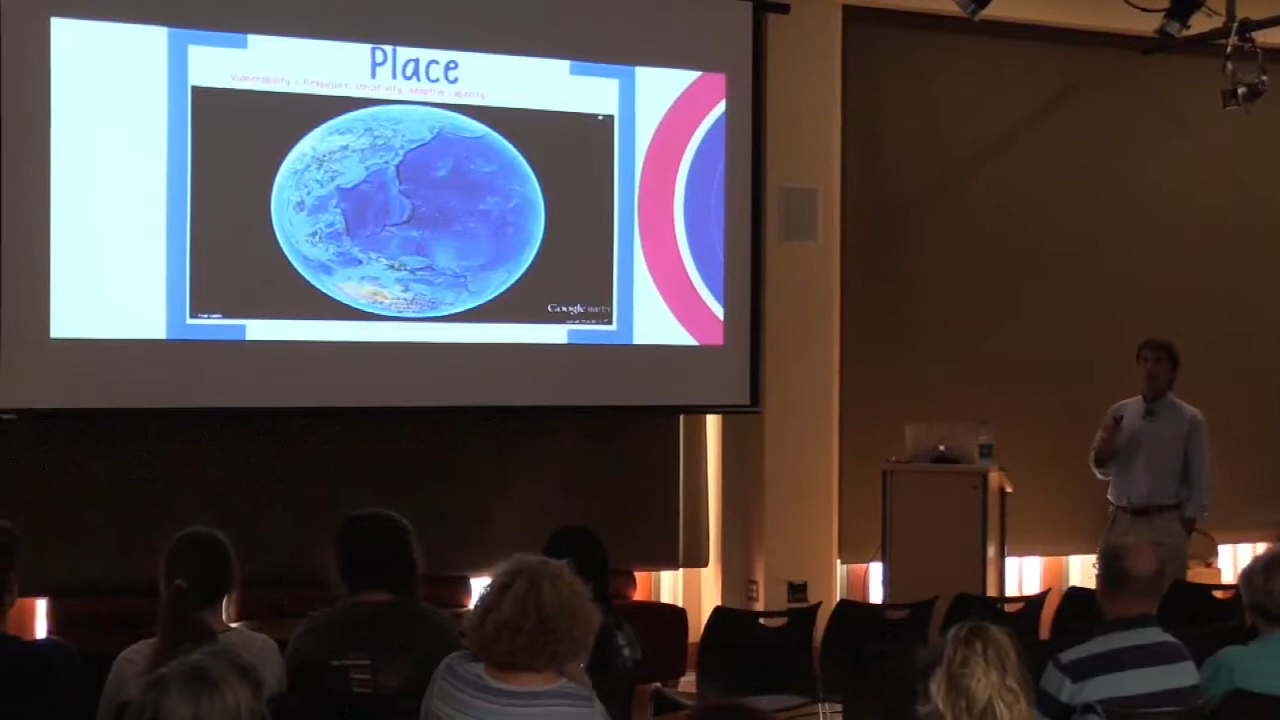 Place
Vulnerability = Exposure, Sensitivity, Adaptive Capacity
Google earth